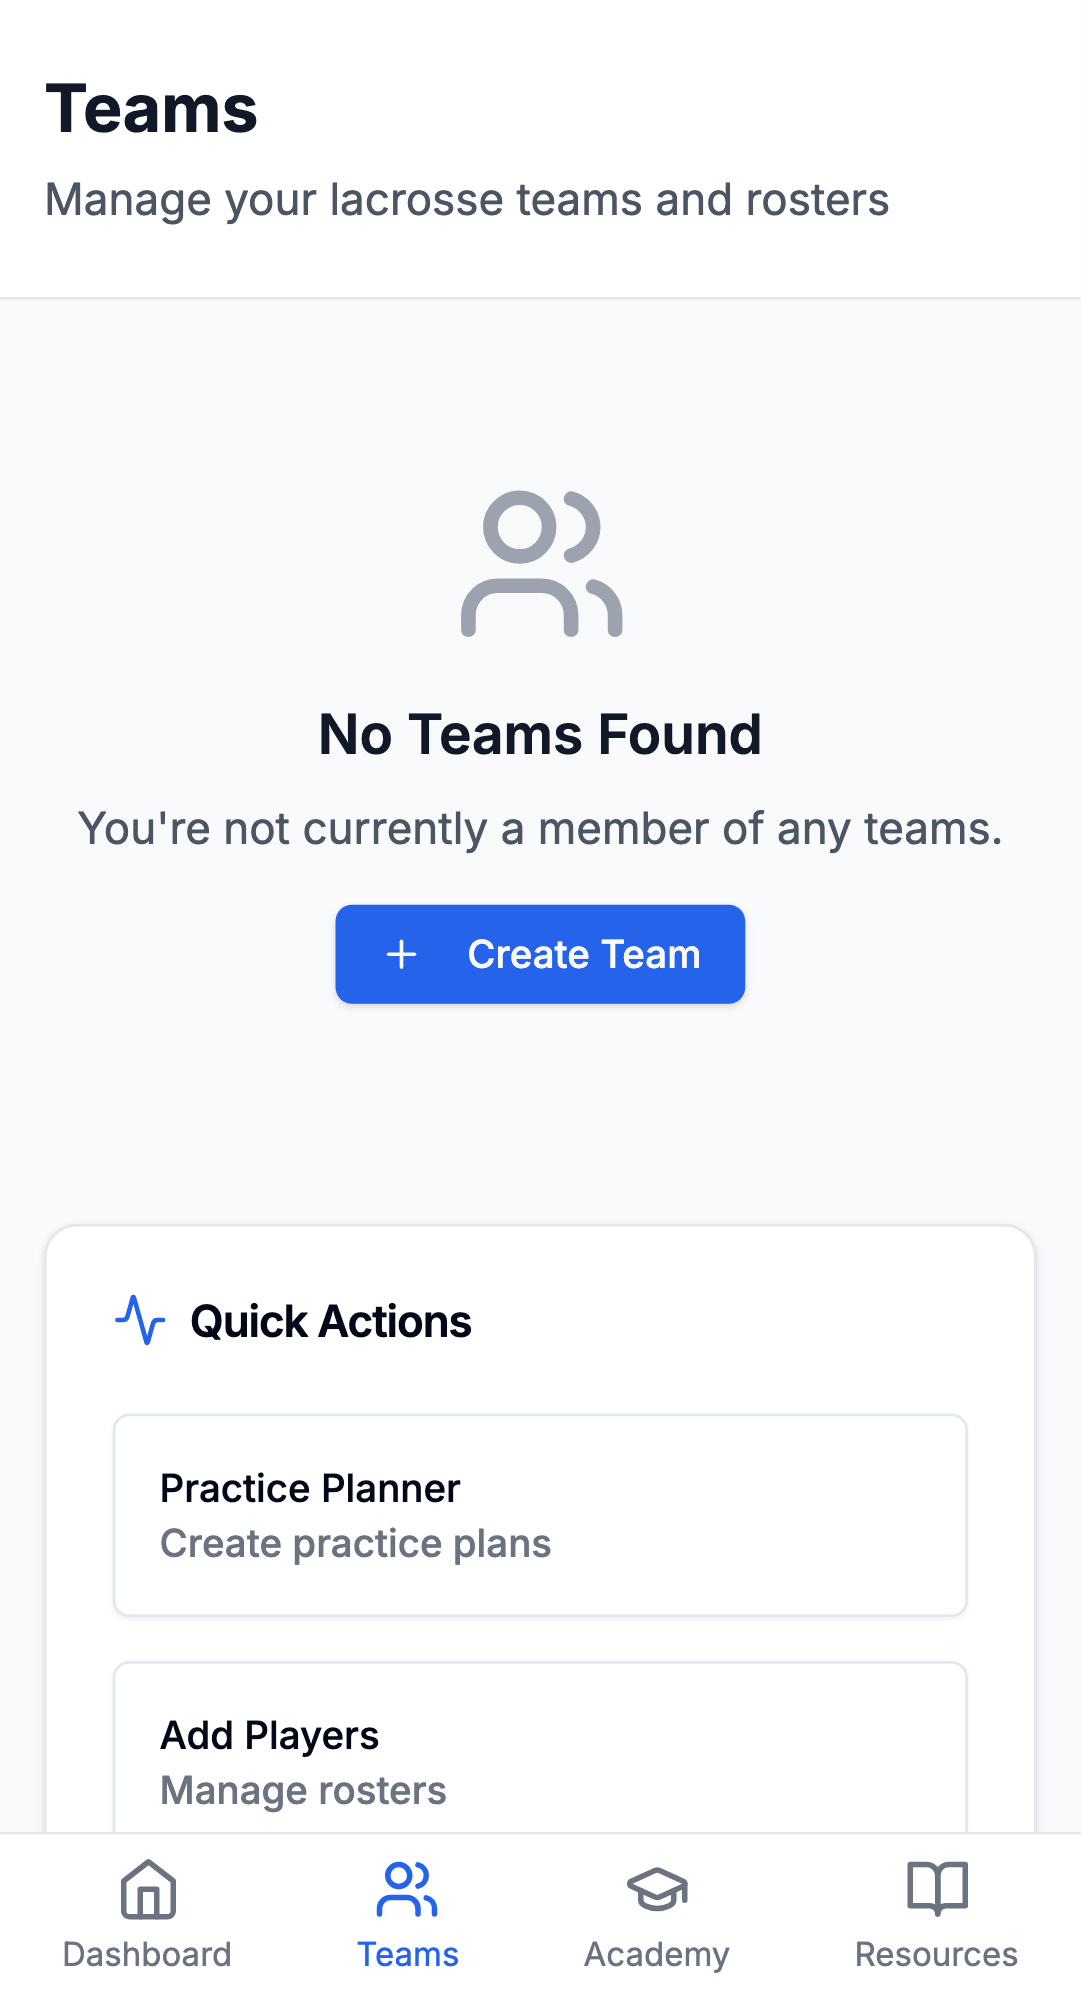 Teams
Manage your lacrosse teams and rosters
No Teams Found
You're not currently a member of any teams.
Create Team
Quick Actions
Practice Planner
Create practice plans
Add Players
Manage rosters
Dashboard
Teams
Academy
Resources